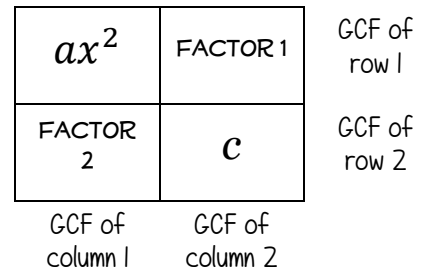 ax² FACTOR 1 GCF of
row 1
FACTOR
2 c GCF of
row 2
GCF of GCF of
column 1 column 2